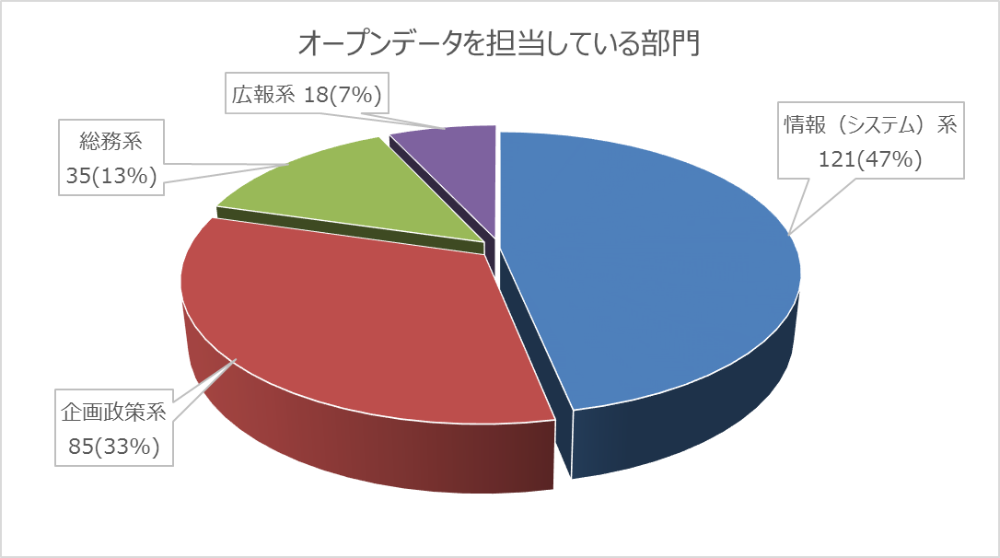 オープンデータを担当している部門
広報系 18(7%)
情報（システム）系
121(47%)
総務系
35(13%)
企画政策系
85(33%)